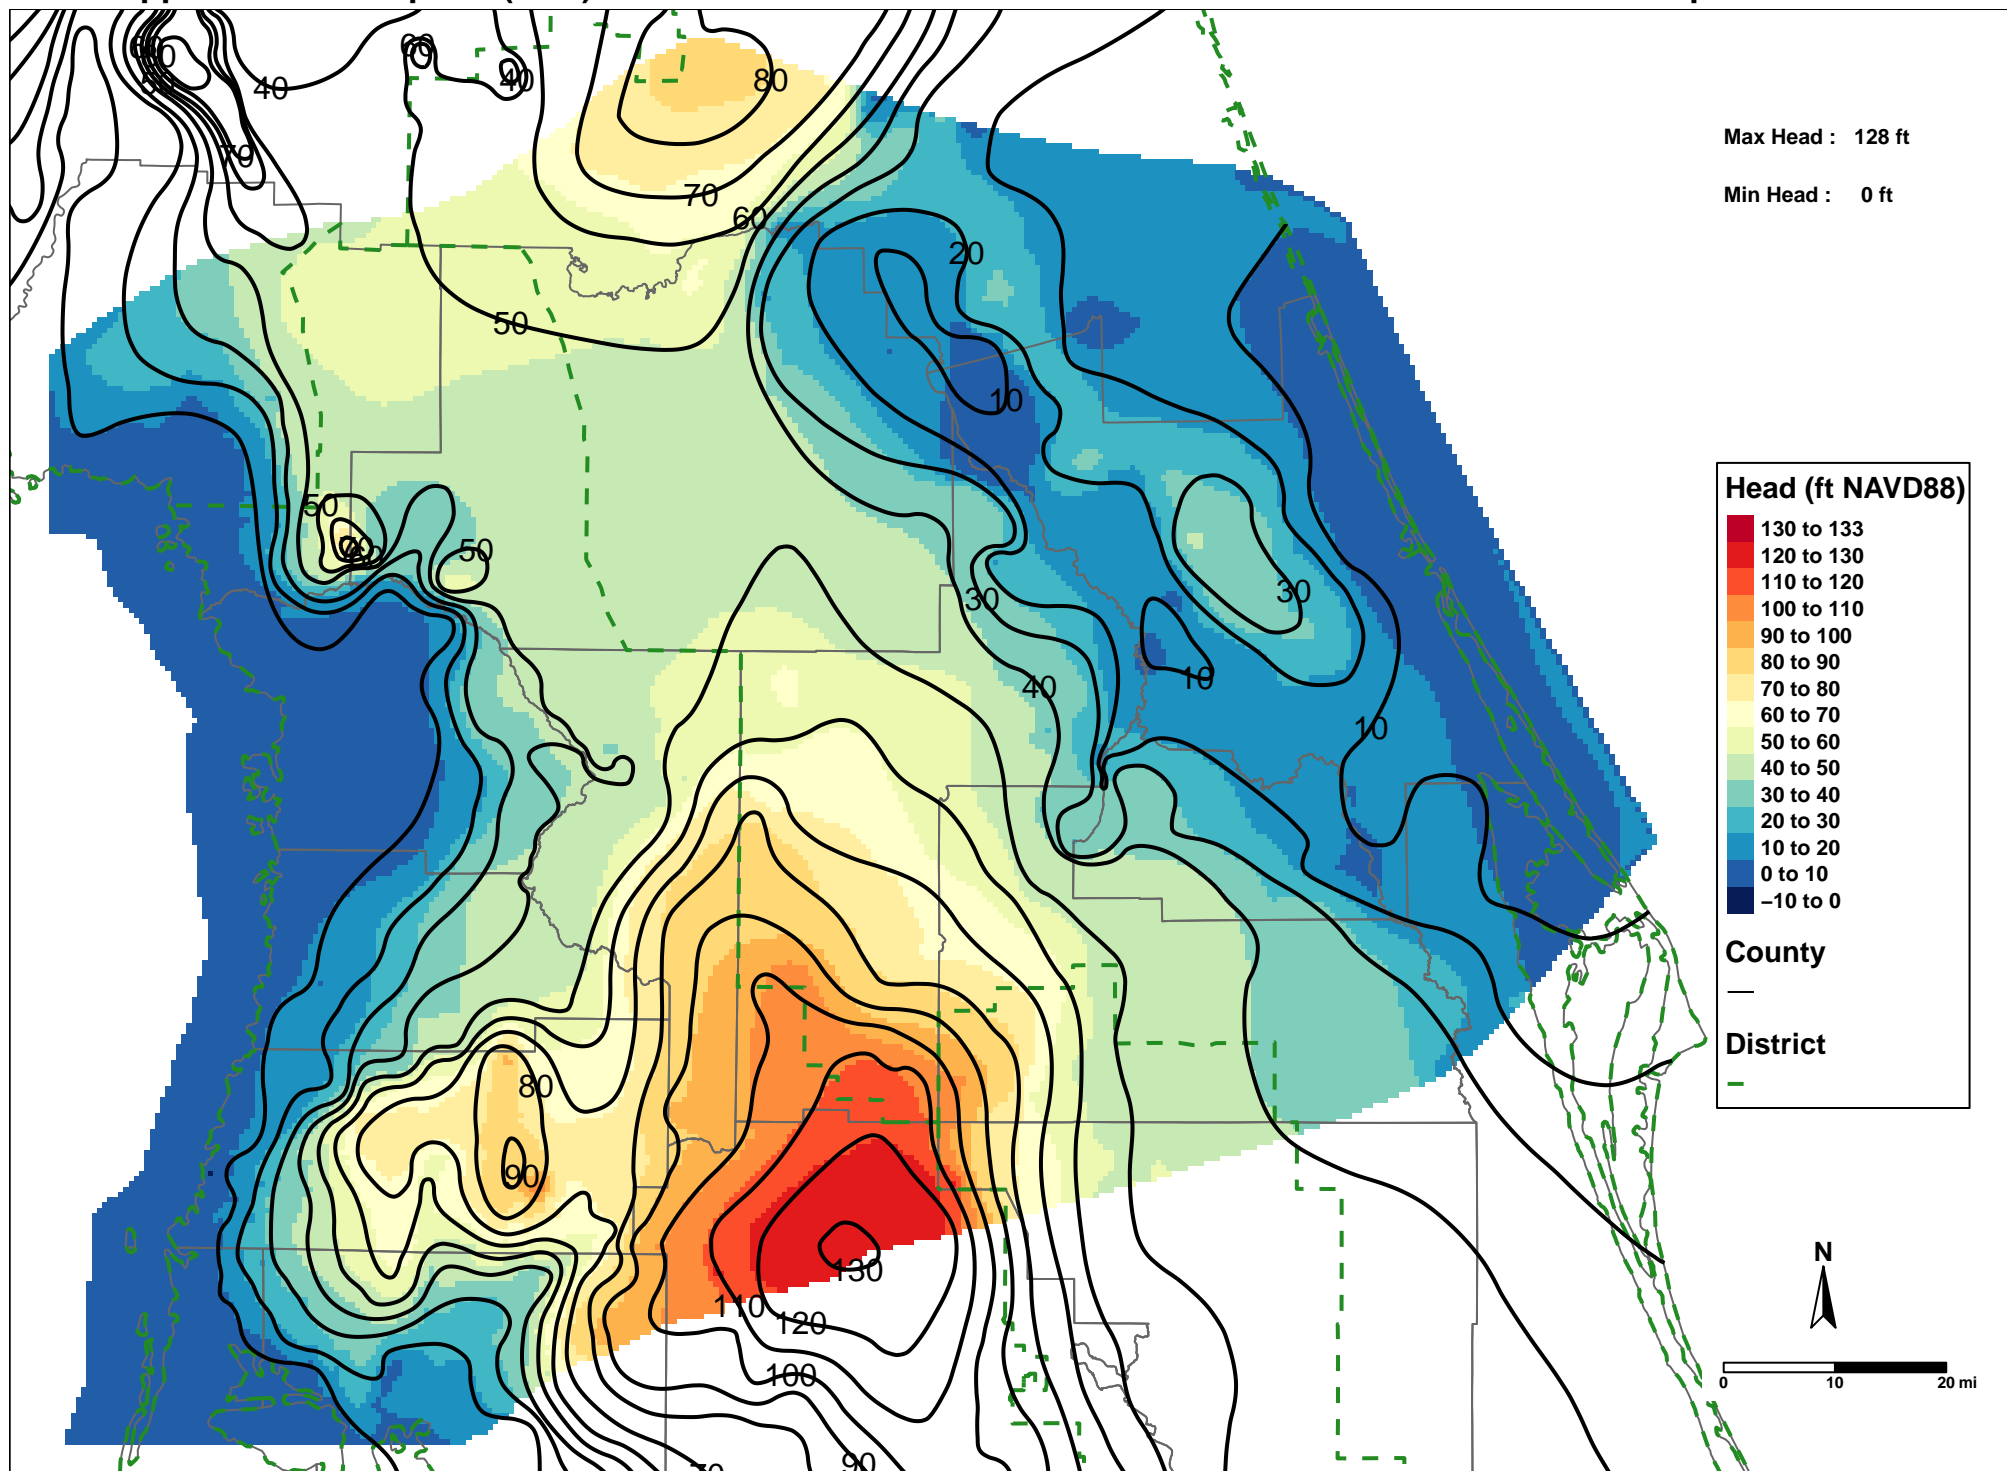 Max Head : 128 ft
Min Head : 0 ft
Head (ft NAVD88)
130 to 133
120 to 130
110 to 120
100 to 110
90 to 100
80 to 90
70 to 80
60 to 70
50 to 60
40 to 50
30 to 40
20 to 30
10 to 20
0 to 10
–10 to 0
County
District
N
0 10 20 mi
60
40
40
80
70
70
60
20
50
10
50
50
30
30
40
10
10
80
90
130
110
120
100
90